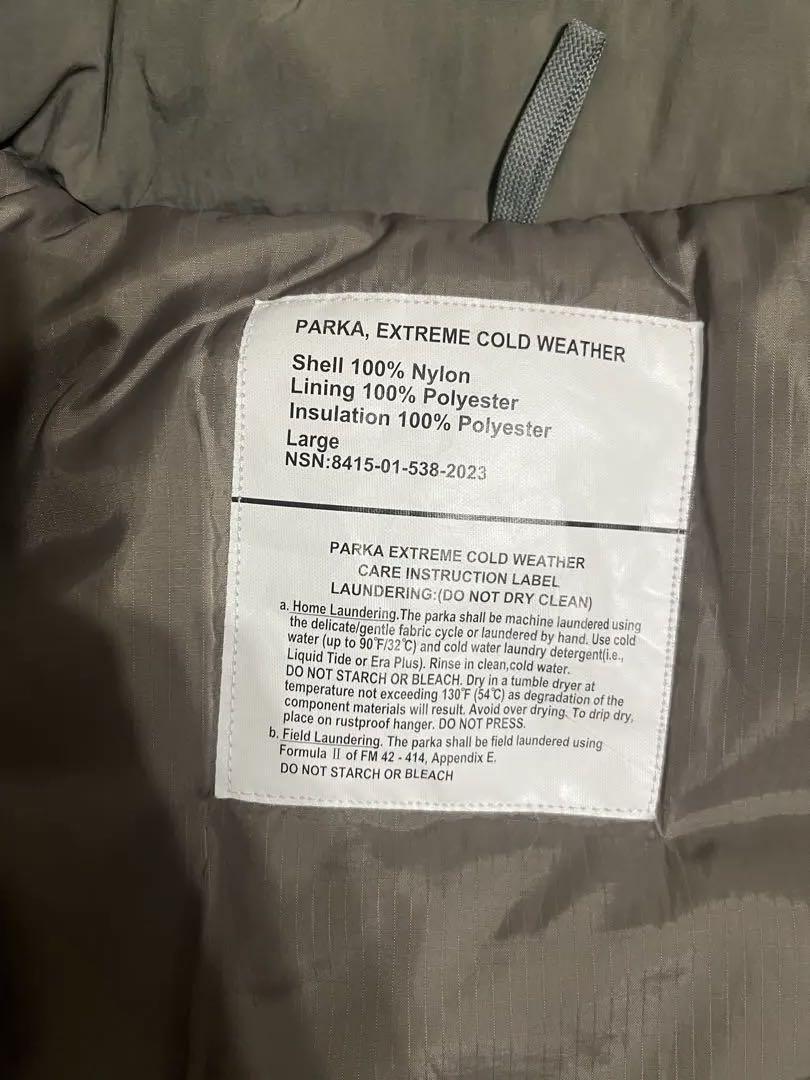 PARKA, EXTREME COLD WEATHER
Shell 100% Nylon
Lining 100% Polyester
Insulation 100% Polyester
Large
NSN:8415-01-538-2023
PARKA EXTREME COLD WEATHER
CARE INSTRUCTION LABEL
LAUNDERING:(DO NOT DRY CLEAN)
a. Home Laundering.The parka shall be machine laundered using
the delicate/gentle fabric cycle or laundered by hand. Use cold
water (up to 90℉/32℃) and cold water laundry detergent(i.e.,
Liquid Tide or Era Plus). Rinse in clean,cold water.
DO NOT STARCH OR BLEACH. Dry in a tumble dryer at
temperature not exceeding 130℉ (54℃) as degradation of the
component materials will result. Avoid over drying. To drip dry,
place on rustproof hanger. DO NOT PRESS.
b. Field Laundering. The parka shall be field laundered using
Formula II of FM 42 - 414, Appendix E.
DO NOT STARCH OR BLEACH